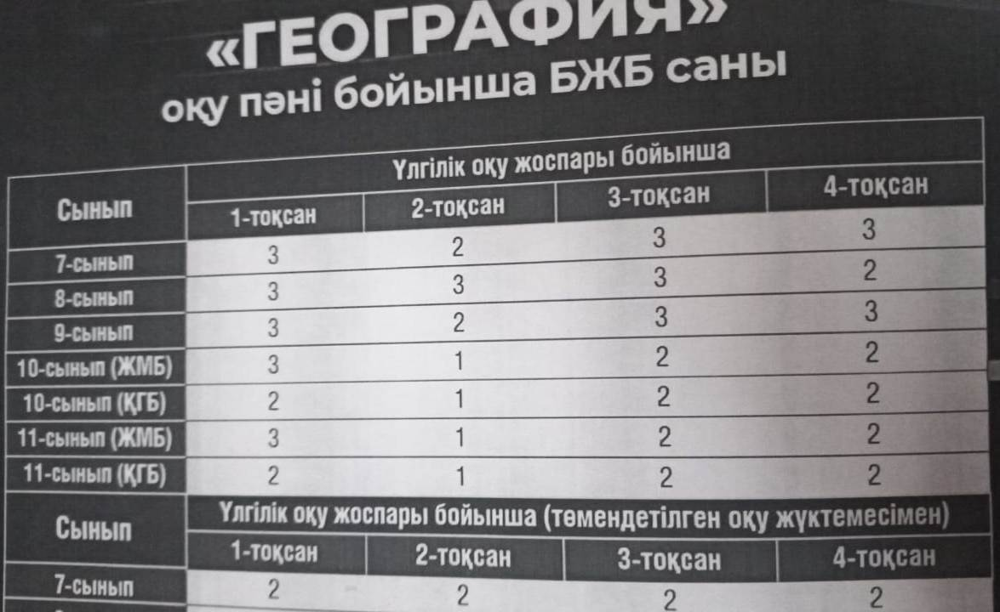 «ГЕОГРАФИЯ»
оқу пәні бойынша БЖБ саны
Сынып
Үлгілік оқу жоспары бойынша
1-тоқсан 2-тоқсан 3-тоқсан 4-тоқсан
7-сынып 3 2 3 3
8-сынып 3 3 3 2
9-сынып 3 2 3 3
10-сынып (ЖМБ) 3 1 2 2
10-сынып (ҚГБ) 2 1 2 2
11-сынып (ЖМБ) 3 1 2 2
11-сынып (ҚГБ) 2 1 2 2
Сынып
Үлгілік оқу жоспары бойынша (төмендетілген оқу жүктемесімен)
1-тоқсан 2-тоқсан 3-тоқсан 4-тоқсан
7-сынып 2 2 2 2